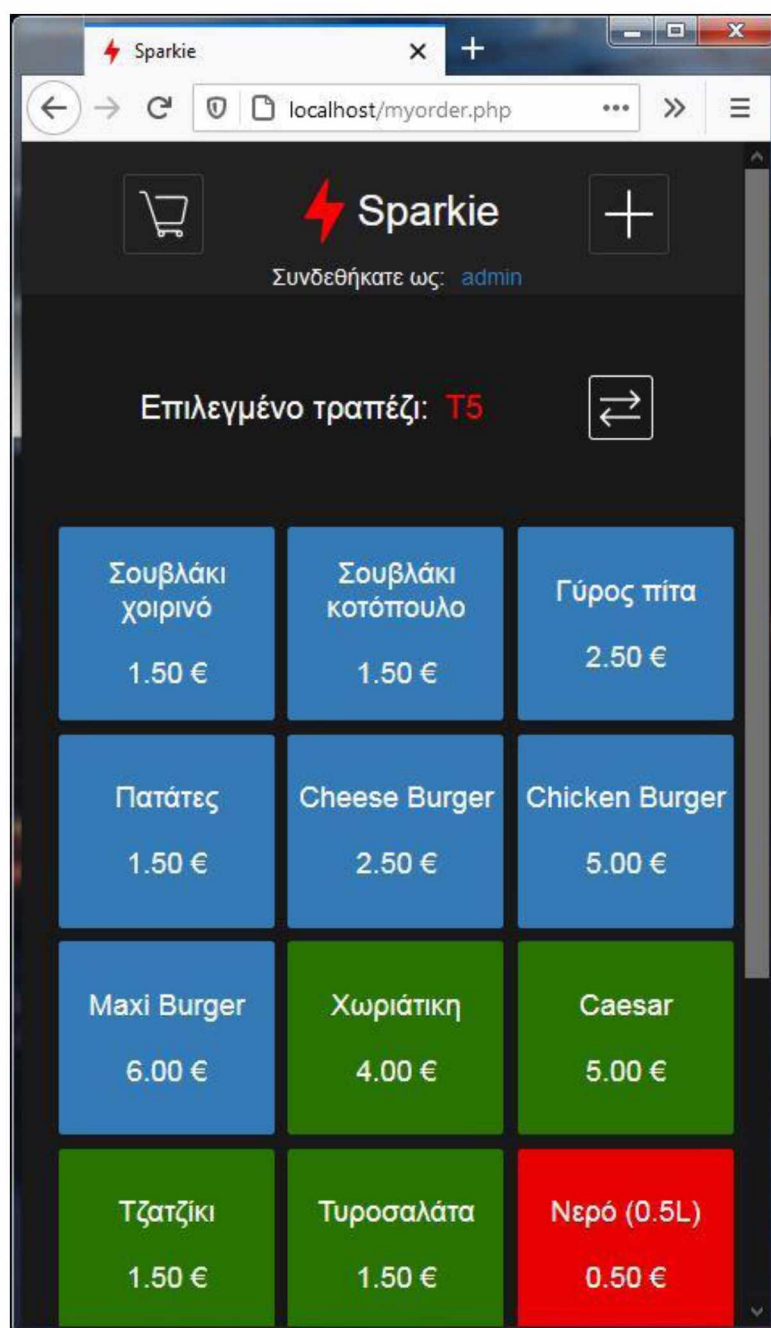 Sparkie
localhost/myorder.php
Sparkie
Συνδεθήκατε ως: admin
Επιλεγμένο τραπέζι: T5
Σουβλάκι
χοιρινό
1.50 €
Σουβλάκι
κοτόπουλο
1.50 €
Γύρος πίτα
2.50 €
Πατάτες
1.50 €
Cheese Burger
2.50 €
Chicken Burger
5.00 €
Maxi Burger
6.00 €
Χωριάτικη
4.00 €
Caesar
5.00 €
Τζατζίκι
1.50 €
Τυροσαλάτα
1.50 €
Νερό (0.5L)
0.50 €